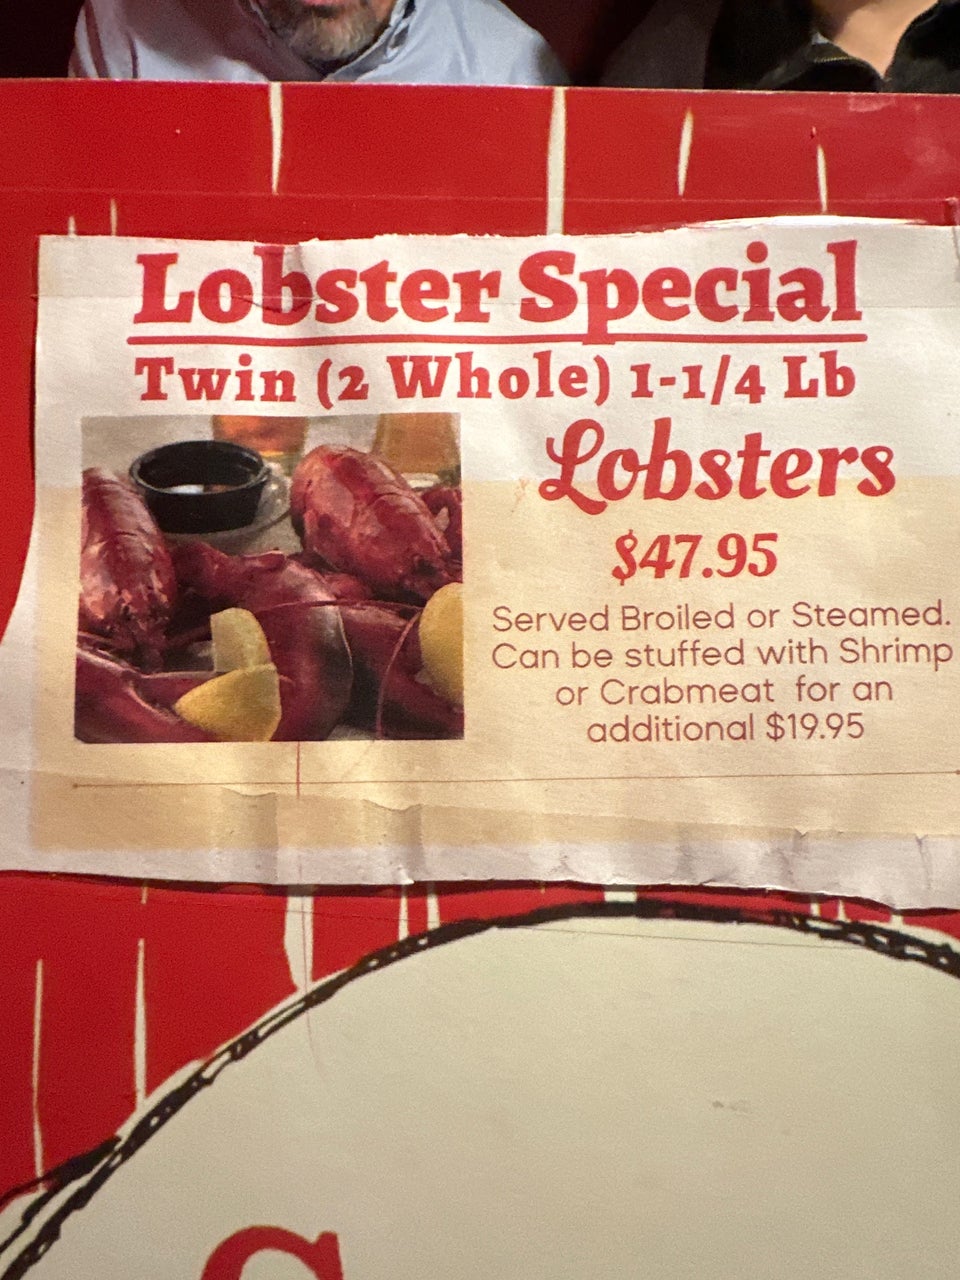 Lobster Special
Twin (2 Whole) 1-1/4 Lb
Lobsters
$47.95
Served Broiled or Steamed.
Can be stuffed with Shrimp
or Crabmeat for an
additional $19.95